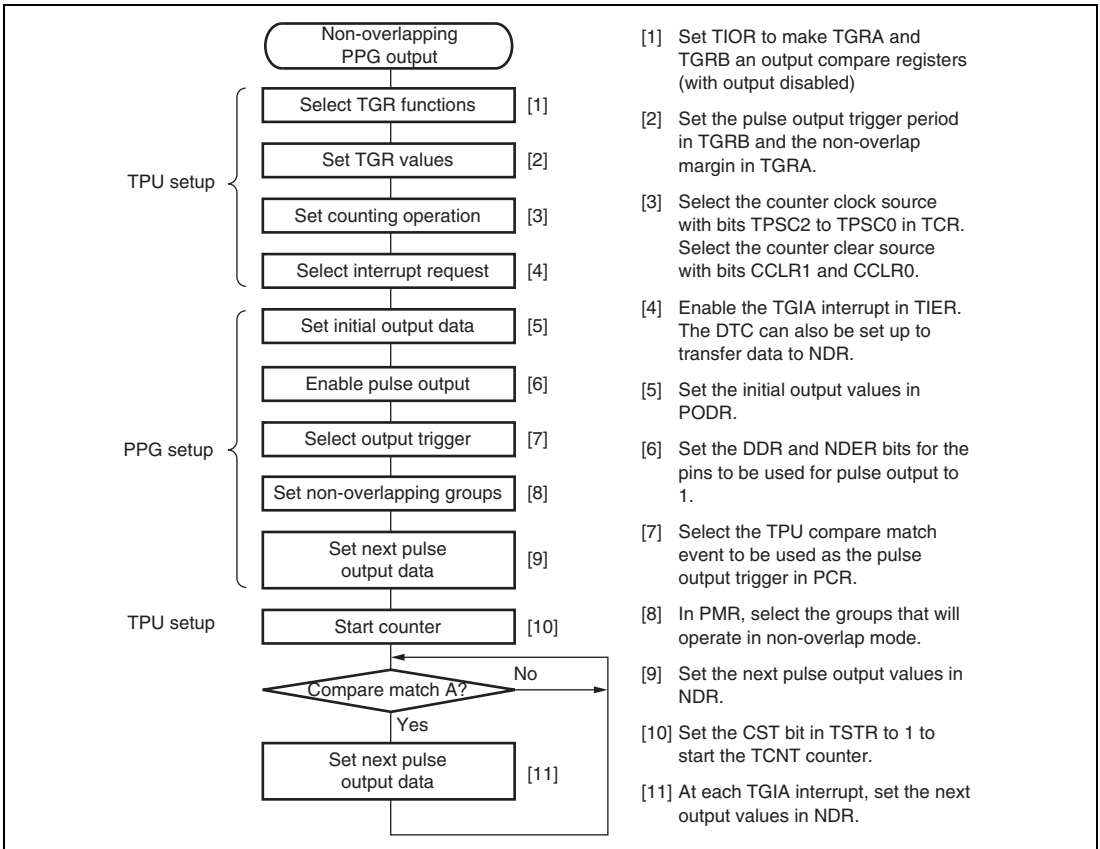 Non-overlapping
PPG output
Select TGR functions [1]
Set TGR values [2]
TPU setup
Set counting operation [3]
Select interrupt request [4]
Set initial output data [5]
Enable pulse output [6]
Select output trigger [7]
PPG setup
Set non-overlapping groups [8]
Set next pulse
output data [9]
TPU setup
Start counter [10]
Compare match A?
No
Yes
Set next pulse
output data [11]
[1] Set TIOR to make TGRA and
TGRB an output compare registers
(with output disabled)
[2] Set the pulse output trigger period
in TGRB and the non-overlap
margin in TGRA.
[3] Select the counter clock source
with bits TPSC2 to TPSC0 in TCR.
Select the counter clear source
with bits CCLR1 and CCLR0.
[4] Enable the TGIA interrupt in TIER.
The DTC can also be set up to
transfer data to NDR.
[5] Set the initial output values in
PODR.
[6] Set the DDR and NDER bits for the
pins to be used for pulse output to
1.
[7] Select the TPU compare match
event to be used as the pulse
output trigger in PCR.
[8] In PMR, select the groups that will
operate in non-overlap mode.
[9] Set the next pulse output values in
NDR.
[10] Set the CST bit in TSTR to 1 to
start the TCNT counter.
[11] At each TGIA interrupt, set the next
output values in NDR.